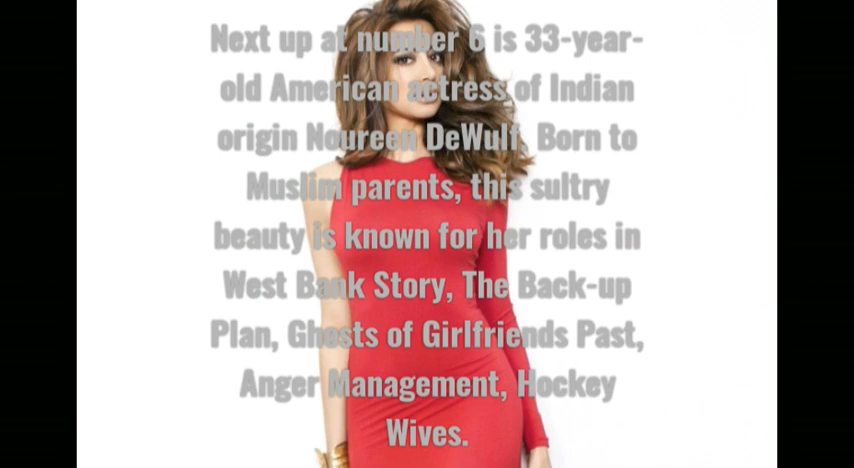 Next up at number 6 is 33-year-
old American actress of Indian
origin Noureen DeWulf. Born to
Muslim parents, this sultry
beauty is known for her roles in
West Bank Story, The Back-up
Plan, Ghosts of Girlfriends Past,
Anger Management, Hockey
Wives.